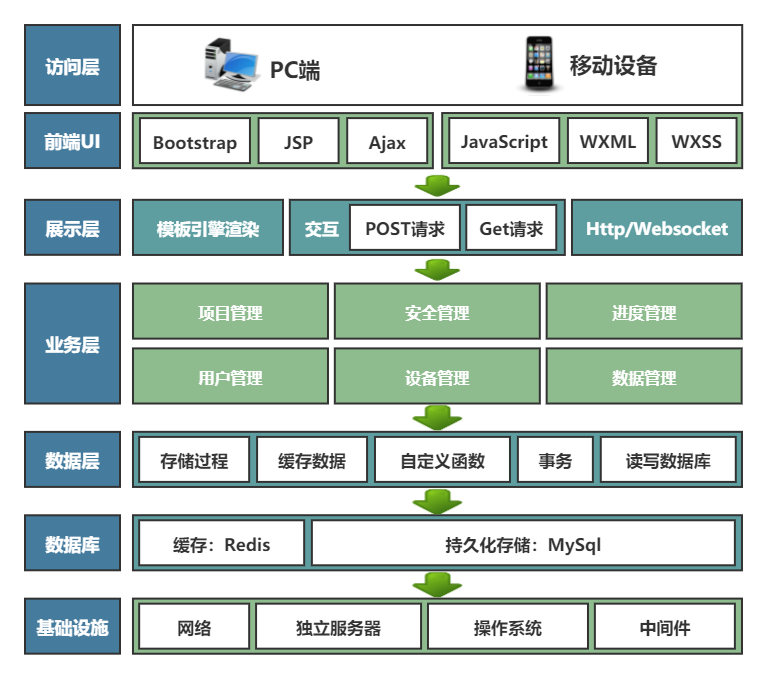 访问层
PC端
移动设备
前端UI
Bootstrap
JSP
Ajax
JavaScript
WXML
WXSS
展示层
模板引擎渲染
交互
POST请求
Get请求
Http/Websocket
业务层
项目管理
安全管理
进度管理
用户管理
设备管理
数据管理
数据层
存储过程
缓存数据
自定义函数
事务
读写数据库
数据库
缓存：Redis
持久化存储：MySql
基础设施
网络
独立服务器
操作系统
中间件